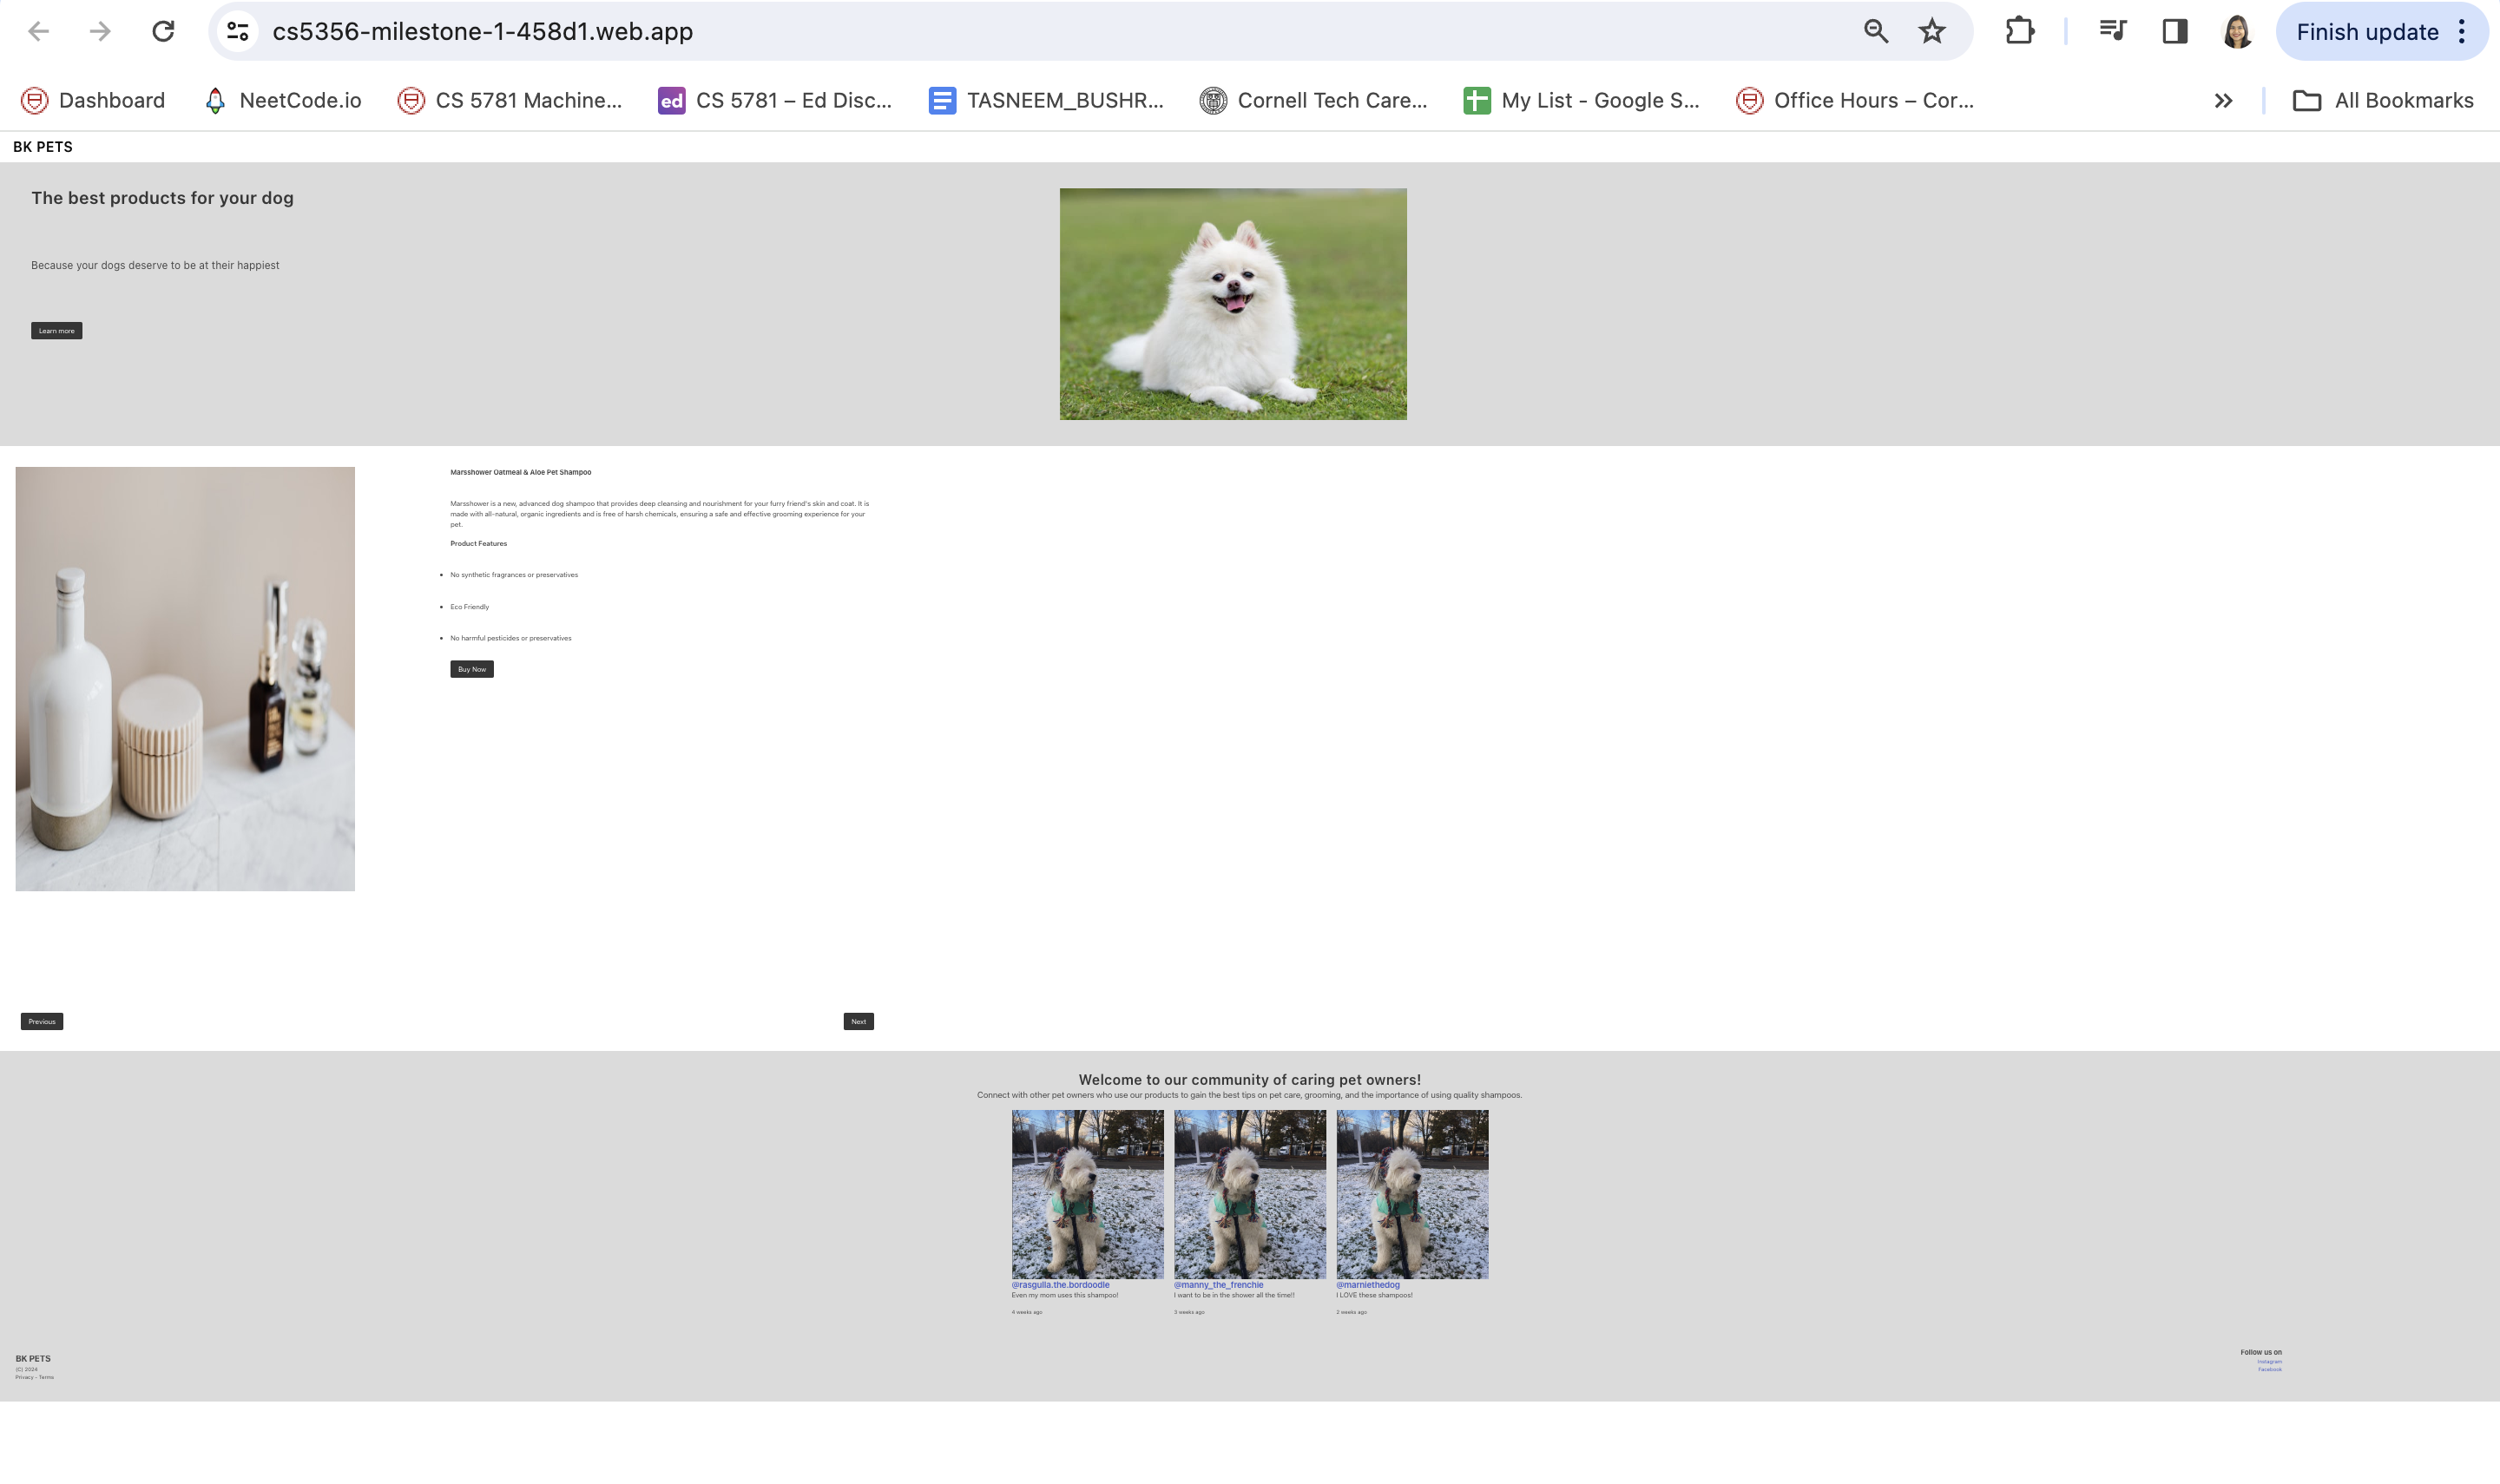 cs5356-milestone-1-458d1.web.app
Finish update
Dashboard
NeetCode.io
CS 5781 Machine...
ed
CS 5781 – Ed Disc...
TASNEEM_BUSHR...
Cornell Tech Care...
My List - Google S...
Office Hours – Cor...
All Bookmarks
BK PETS
The best products for your dog
Because your dogs deserve to be at their happiest
Learn more
Marsshower Oatmeal & Aloe Pet Shampoo
Marsshower is a new, advanced dog shampoo that provides deep cleansing and nourishment for your furry friend's skin and coat. It is
made with all-natural, organic ingredients and is free of harsh chemicals, ensuring a safe and effective grooming experience for your
pet.
Product Features
No synthetic fragrances or preservatives
Eco Friendly
No harmful pesticides or preservatives
Buy Now
Previous
Next
Welcome to our community of caring pet owners!
Connect with other pet owners who use our products to gain the best tips on pet care, grooming, and the importance of using quality shampoos.
@rasgulla.the.bordoodle
Even my mom uses this shampoo!
4 weeks ago
@manny_the_frenchie
I want to be in the shower all the time!!
3 weeks ago
@marniethedog
I LOVE these shampoos!
2 weeks ago
BK PETS
(C) 2024
Privacy - Terms
Follow us on
Instagram
Facebook